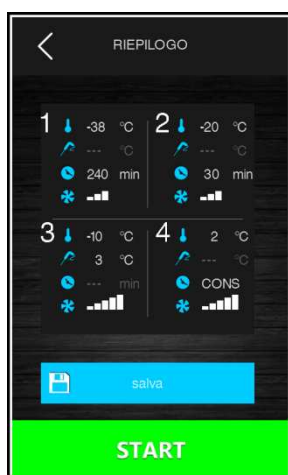 RIEPILOGO
1 -38 °C
--- °C
240 min
2 -20 °C
--- °C
30 min
3 -10 °C
3 °C
--- min
4 2 °C
--- °C
CONS
salva
START